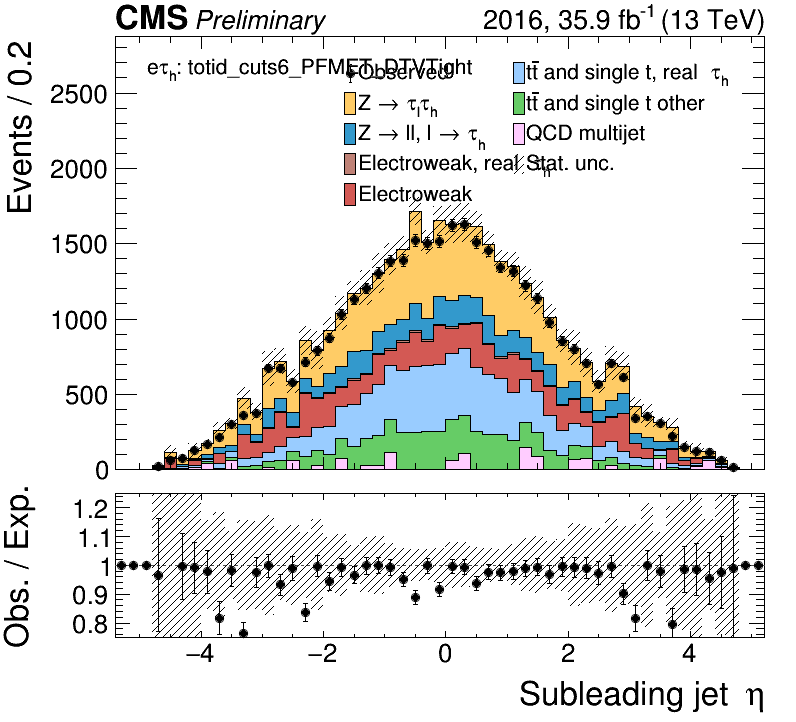 CMS Preliminary 2016, 35.9 fb⁻¹ (13 TeV)
eτₕ: totid_cuts6_PFMET_DTVTight
Observed
Z → τₗτₕ
Z → ll, l → τₕ
Electroweak, real τₕ
Electroweak
tt̄ and single t, real τₕ
tt̄ and single t other
QCD multijet
Stat. unc.
Events / 0.2
2500
2000
1500
1000
500
0
Obs. / Exp.
1.2
1.1
1
0.9
0.8
−4 −2 0 2 4
Subleading jet η